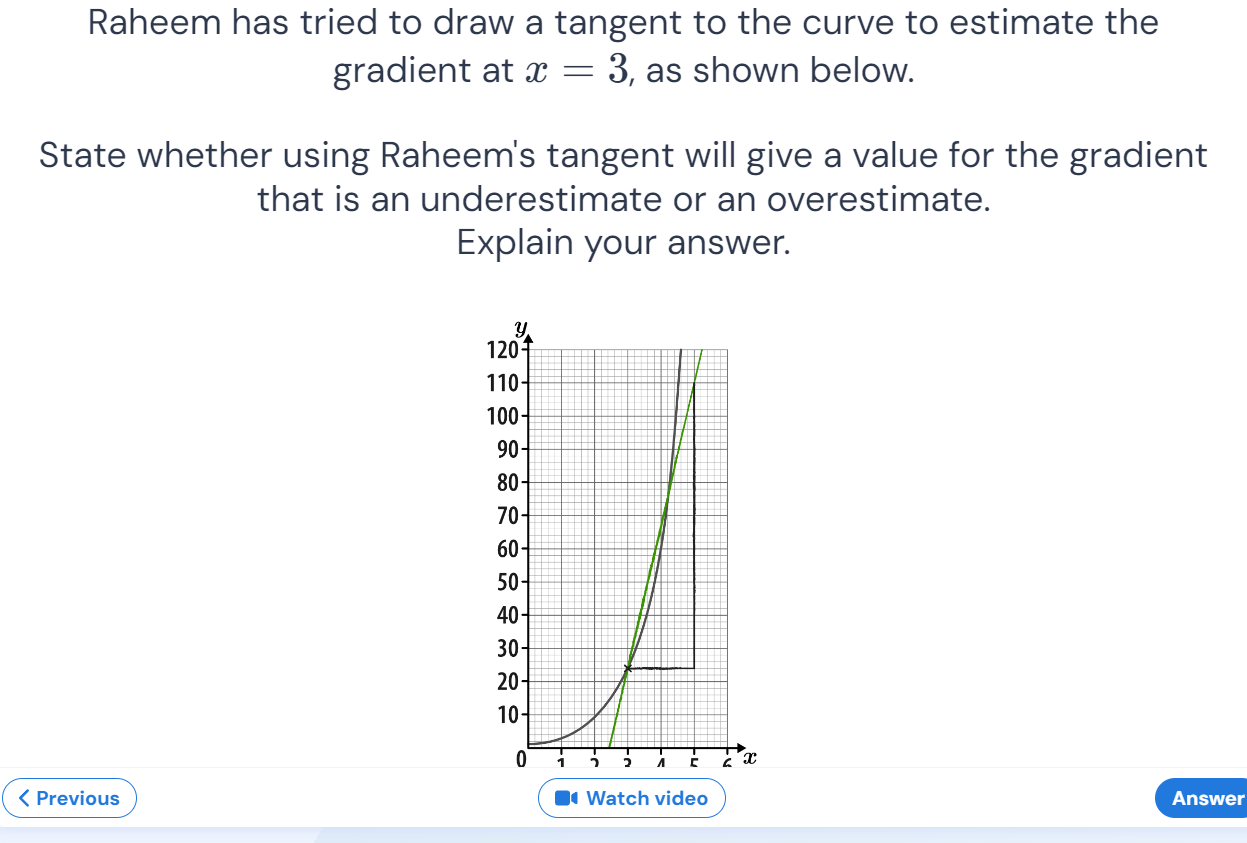 Raheem has tried to draw a tangent to the curve to estimate the
gradient at x = 3, as shown below.
State whether using Raheem's tangent will give a value for the gradient
that is an underestimate or an overestimate.
Explain your answer.
y
120
110
100
90
80
70
60
50
40
30
20
10
0 1 2 3 4 5 6 x
Previous
Watch video
Answer